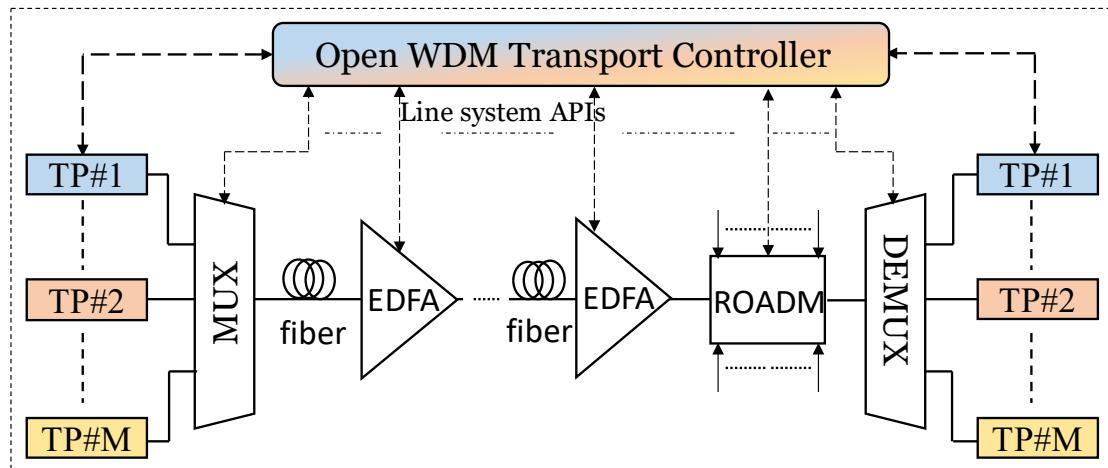 Open WDM Transport Controller
Line system APIs
TP#1
TP#1
MUX
DEMUX
TP#2
EDFA
EDFA
ROADM
TP#2
fiber
fiber
TP#M
TP#M